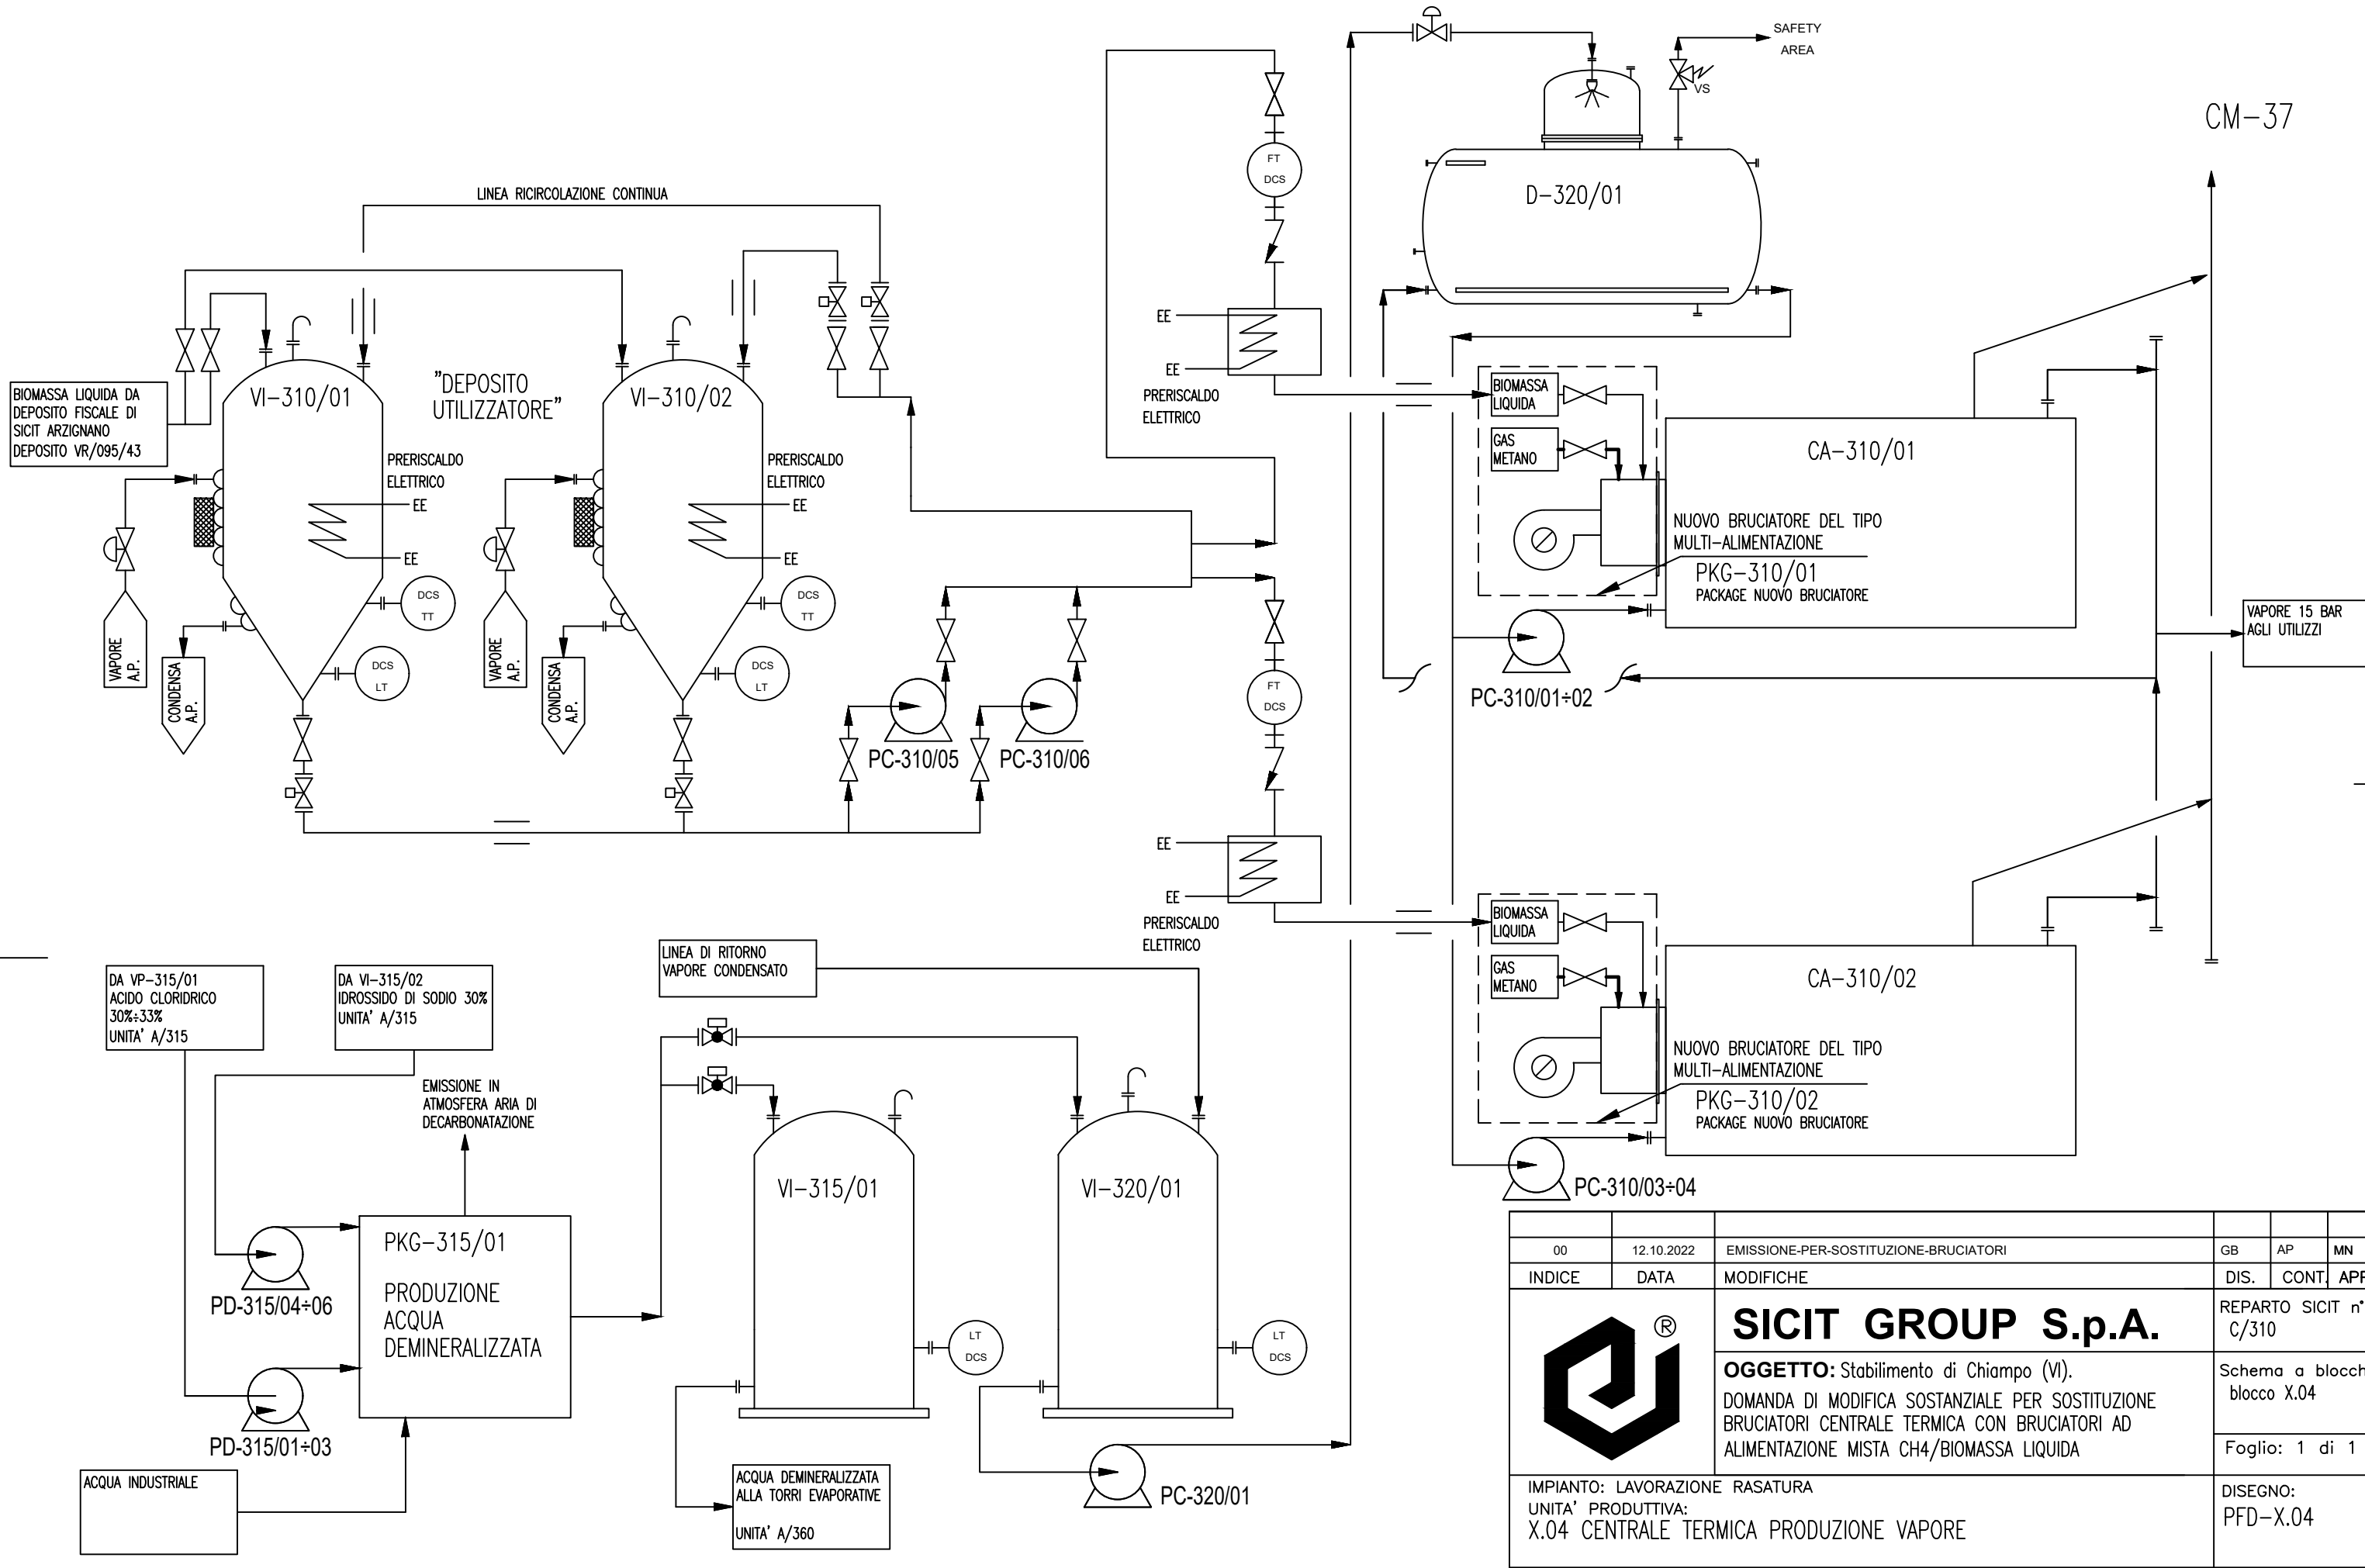 SAFETY
AREA
VS
CM-37
LINEA RICIRCOLAZIONE CONTINUA
FT
DCS
D-320/01
BIOMASSA LIQUIDA DA
DEPOSITO FISCALE DI
SICIT ARZIGNANO
DEPOSITO VR/095/43
VI-310/01
"DEPOSITO
UTILIZZATORE"
VI-310/02
EE
EE
PRERISCALDO
ELETTRICO
PRERISCALDO
ELETTRICO
EE
EE
PRERISCALDO
ELETTRICO
EE
EE
DCS
TT
DCS
TT
DCS
LT
DCS
LT
VAPORE
A.P.
CONDENSA
A.P.
VAPORE
A.P.
CONDENSA
A.P.
PC-310/05
PC-310/06
BIOMASSA
LIQUIDA
GAS
METANO
CA-310/01
NUOVO BRUCIATORE DEL TIPO
MULTI-ALIMENTAZIONE
PKG-310/01
PACKAGE NUOVO BRUCIATORE
VAPORE 15 BAR
AGLI UTILIZZI
PC-310/01÷02
FT
DCS
EE
EE
PRERISCALDO
ELETTRICO
BIOMASSA
LIQUIDA
GAS
METANO
CA-310/02
NUOVO BRUCIATORE DEL TIPO
MULTI-ALIMENTAZIONE
PKG-310/02
PACKAGE NUOVO BRUCIATORE
PC-310/03÷04
DA VP-315/01
ACIDO CLORIDRICO
30%÷33%
UNITA' A/315
DA VI-315/02
IDROSSIDO DI SODIO 30%
UNITA' A/315
LINEA DI RITORNO
VAPORE CONDENSATO
EMISSIONE IN
ATMOSFERA ARIA DI
DECARBONATAZIONE
VI-315/01
VI-320/01
PKG-315/01
PRODUZIONE
ACQUA
DEMINERALIZZATA
PD-315/04÷06
PD-315/01÷03
LT
DCS
LT
DCS
ACQUA INDUSTRIALE
ACQUA DEMINERALIZZATA
ALLA TORRI EVAPORATIVE
UNITA' A/360
PC-320/01
00 12.10.2022 EMISSIONE-PER-SOSTITUZIONE-BRUCIATORI GB AP MN
INDICE DATA MODIFICHE DIS. CONT. APP
®
SICIT GROUP S.p.A.
REPARTO SICIT n°
C/310
OGGETTO: Stabilimento di Chiampo (VI).
DOMANDA DI MODIFICA SOSTANZIALE PER SOSTITUZIONE
BRUCIATORI CENTRALE TERMICA CON BRUCIATORI AD
ALIMENTAZIONE MISTA CH4/BIOMASSA LIQUIDA
Schema a blocch
blocco X.04
Foglio: 1 di 1
IMPIANTO: LAVORAZIONE RASATURA
UNITA' PRODUTTIVA:
X.04 CENTRALE TERMICA PRODUZIONE VAPORE
DISEGNO:
PFD-X.04